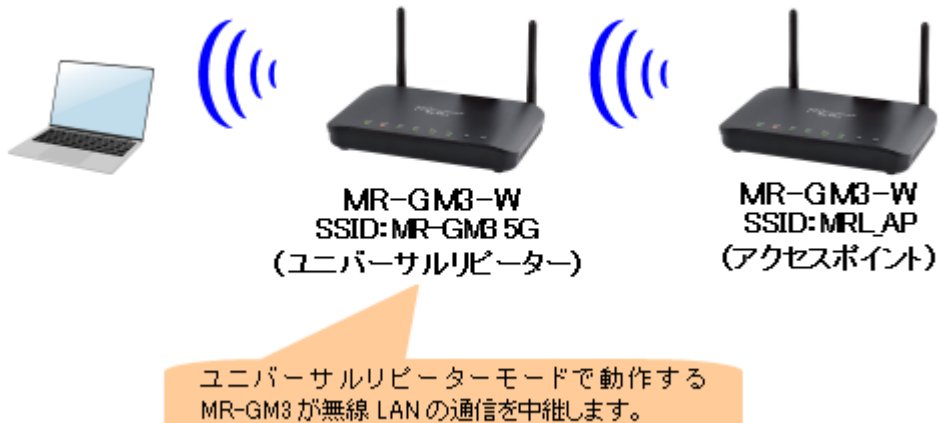 MR-GM3-W
SSID:MR-GM3 5G
(ユニバーサルリピーター)
MR-GM3-W
SSID:MRL_AP
(アクセスポイント)
ユニバーサルリピーターモードで動作する
MR-GM3が無線LANの通信を中継します。